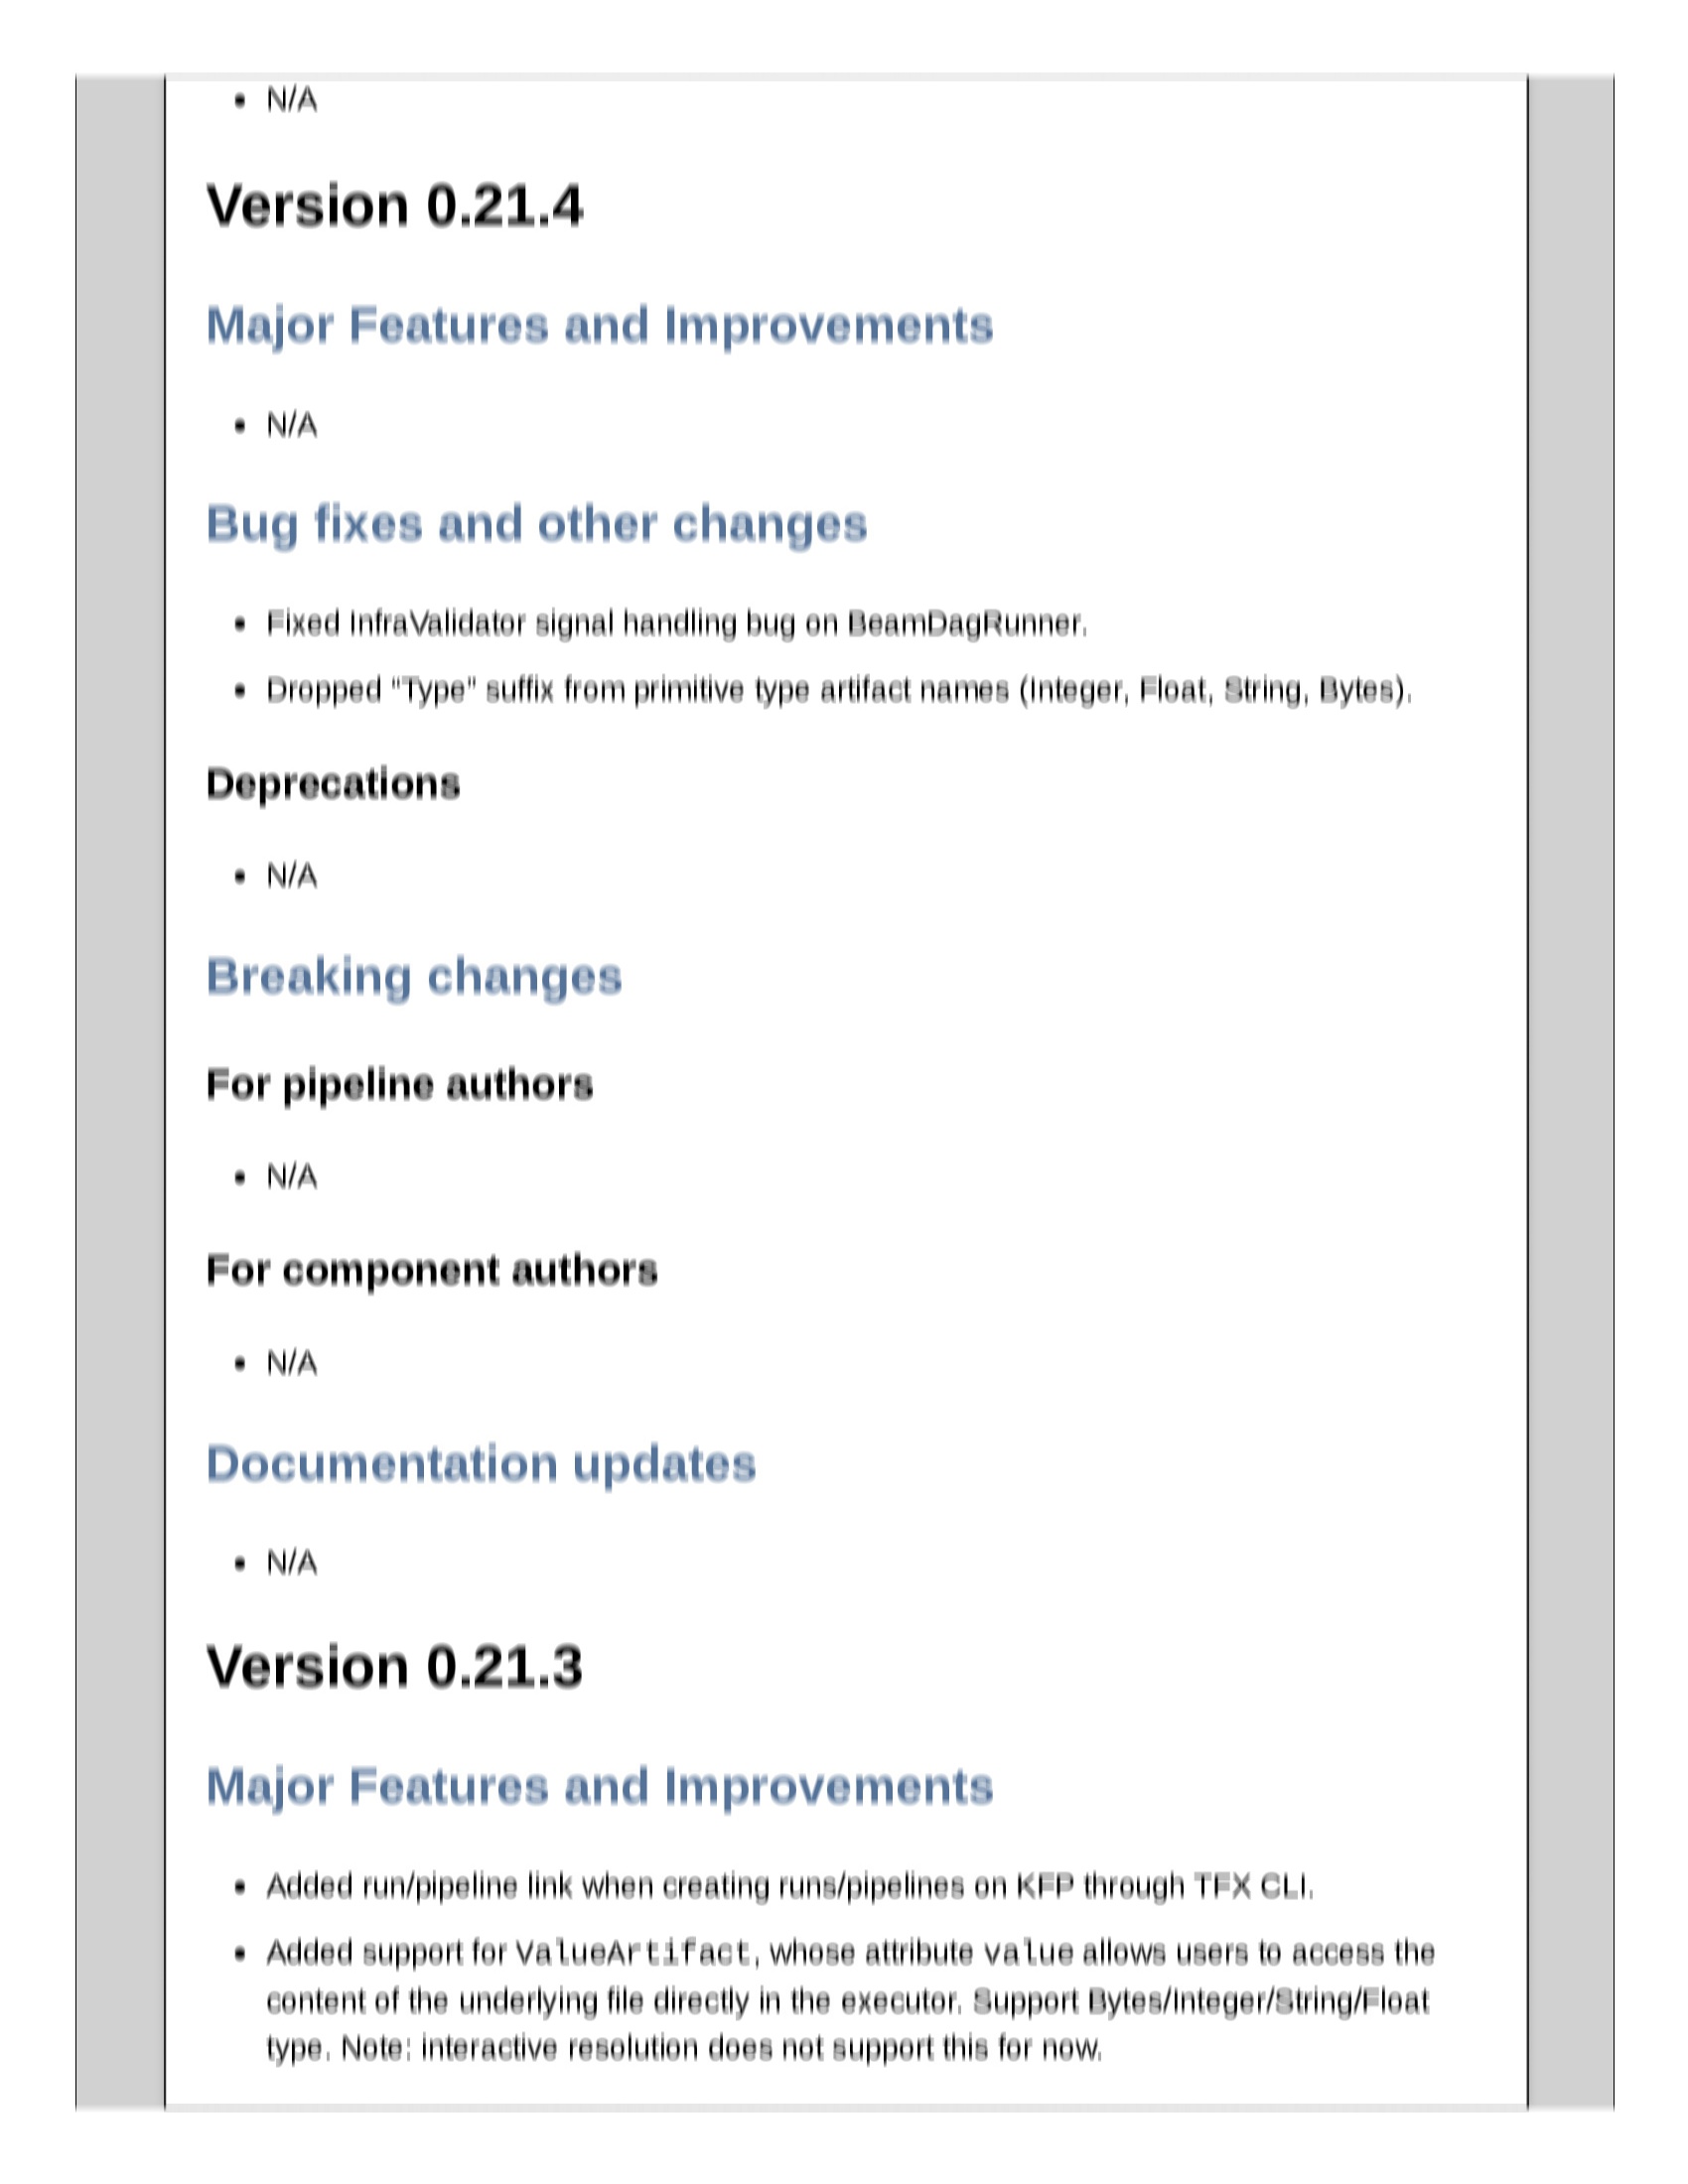 • N/A
Version 0.21.4
Major Features and Improvements
• N/A
Bug fixes and other changes
• Fixed InfraValidator signal handling bug on BeamDagRunner.
• Dropped "Type" suffix from primitive type artifact names (Integer, Float, String, Bytes).
Deprecations
• N/A
Breaking changes
For pipeline authors
• N/A
For component authors
• N/A
Documentation updates
• N/A
Version 0.21.3
Major Features and Improvements
• Added run/pipeline link when creating runs/pipelines on KFP through TFX CLI.
• Added support for ValueArtifact, whose attribute value allows users to access the
content of the underlying file directly in the executor. Support Bytes/Integer/String/Float
type. Note: interactive resolution does not support this for now.